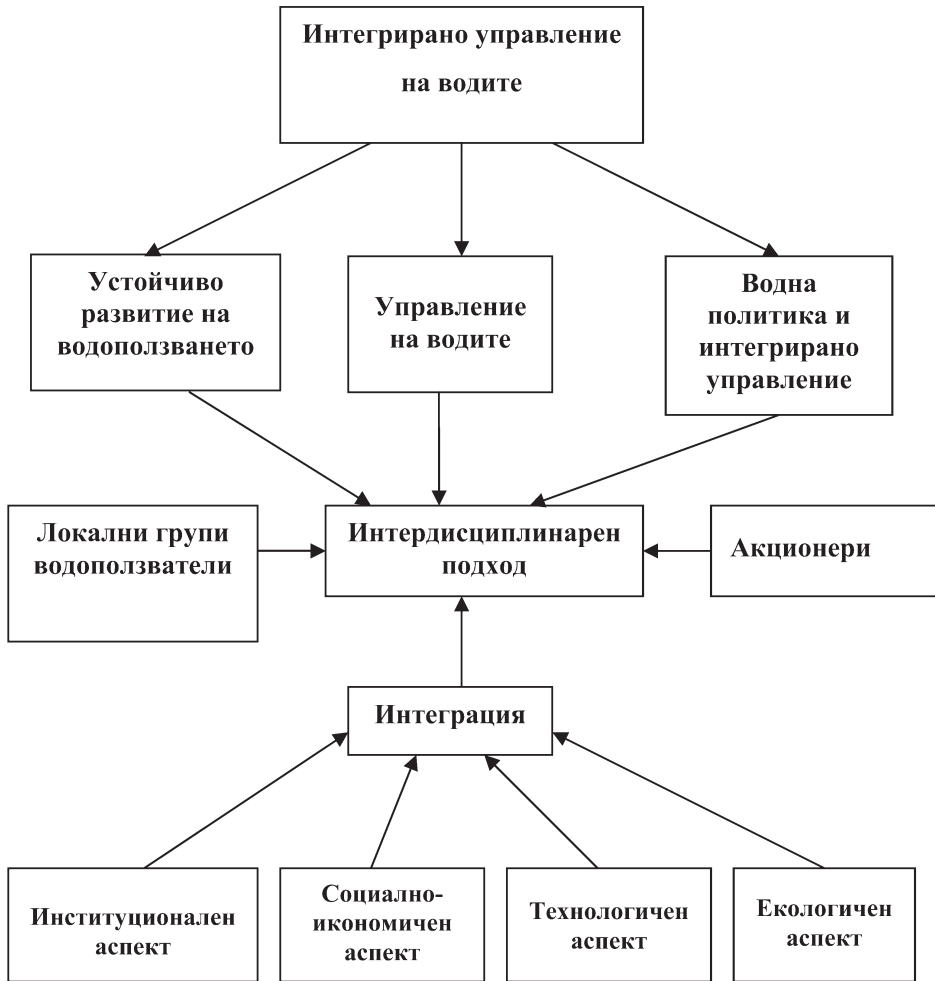 Интегрирано управление
на водите
Устойчиво
развитие на
водоползването
Управление
на водите
Водна
политика и
интегрирано
управление
Локални групи
водоползватели
Интердисциплинарен
подход
Акционери
Интеграция
Институционален
аспект
Социално-
икономичен
аспект
Технологичен
аспект
Екологичен
аспект